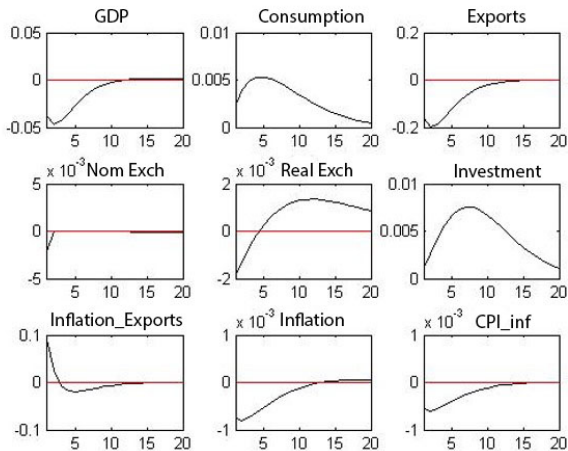 GDP
0.05
0
-0.05
5 10 15 20
Consumption
0.01
0.005
0
5 10 15 20
Exports
0.2
0
-0.2
5 10 15 20
x 10^-3 Nom Exch
5
0
-5
5 10 15 20
x 10^-3 Real Exch
2
0
-2
5 10 15 20
Investment
0.01
0.005
0
5 10 15 20
Inflation_Exports
0.1
0
-0.1
5 10 15 20
x 10^-3 Inflation
1
0
-1
5 10 15 20
x 10^-3 CPI_inf
1
0
-1
5 10 15 20